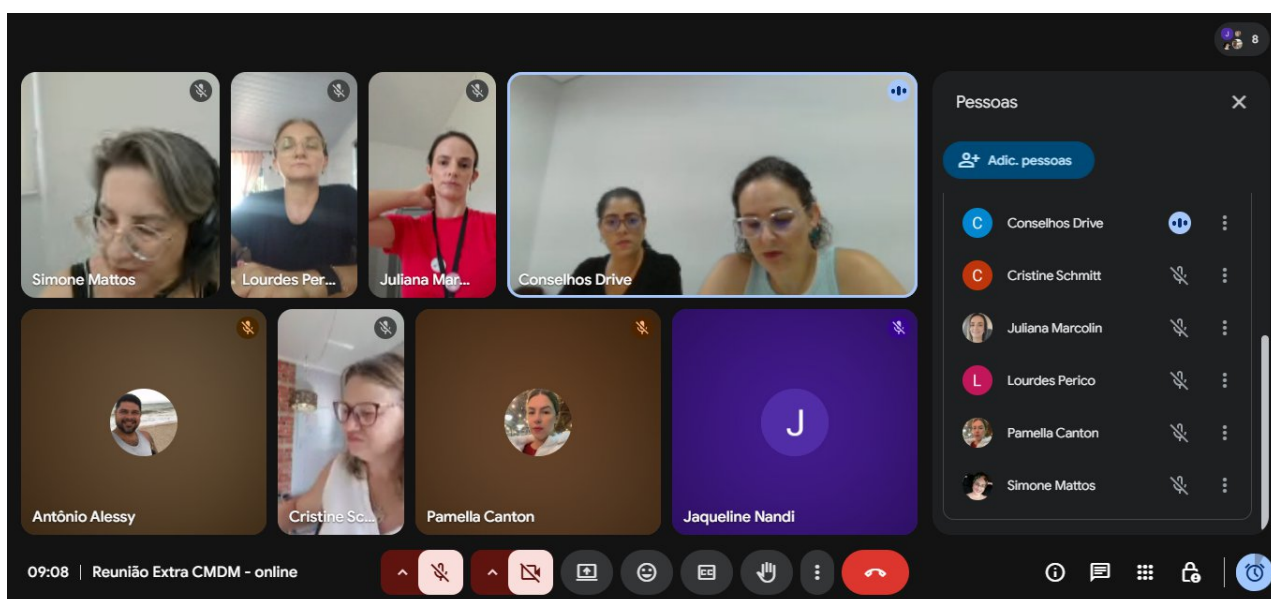 8
Simone Mattos
Lourdes Per...
Juliana Mar...
Conselhos Drive
Antônio Alessy
Cristine Sc...
Pamella Canton
J
Jaqueline Nandi
Pessoas
Adic. pessoas
C Conselhos Drive
C Cristine Schmitt
Juliana Marcolin
L Lourdes Perico
Pamella Canton
Simone Mattos
09:08 | Reunião Extra CMDM - online
CC